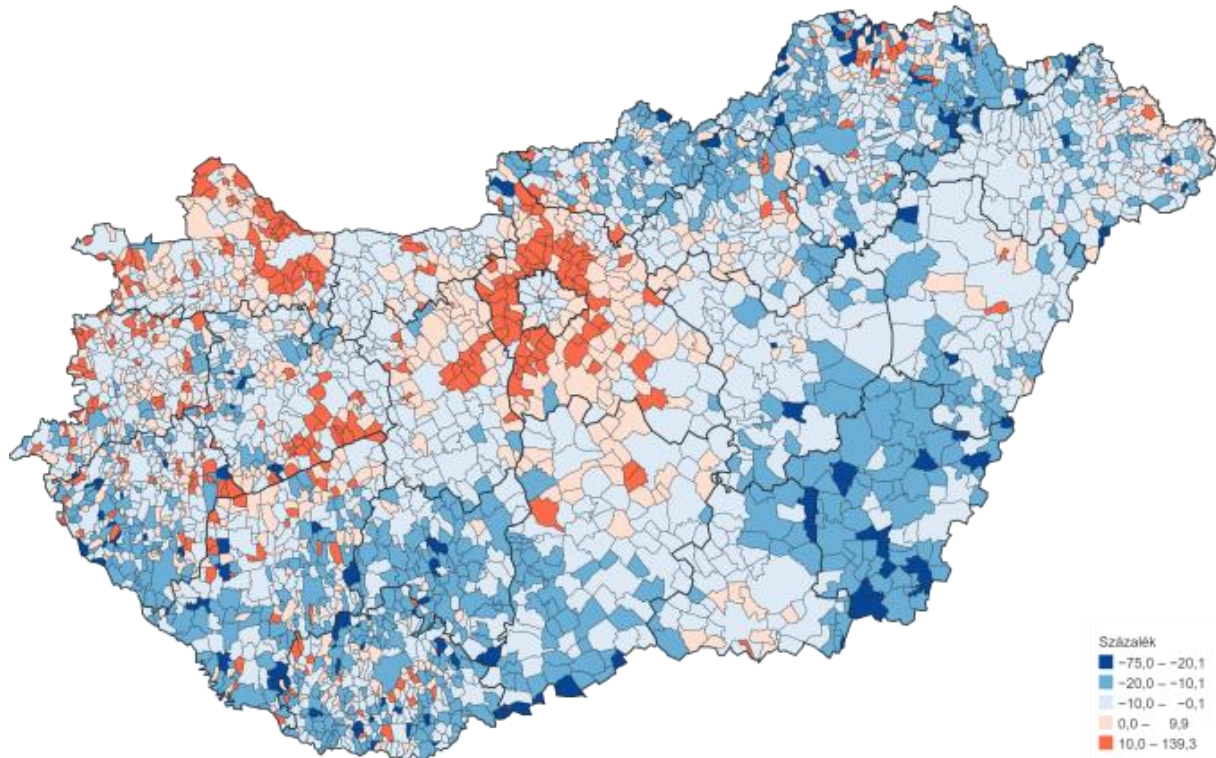 Százalék
−75,0 – −20,1
−20,0 – −10,1
−10,0 – −0,1
0,0 – 9,9
10,0 – 139,3